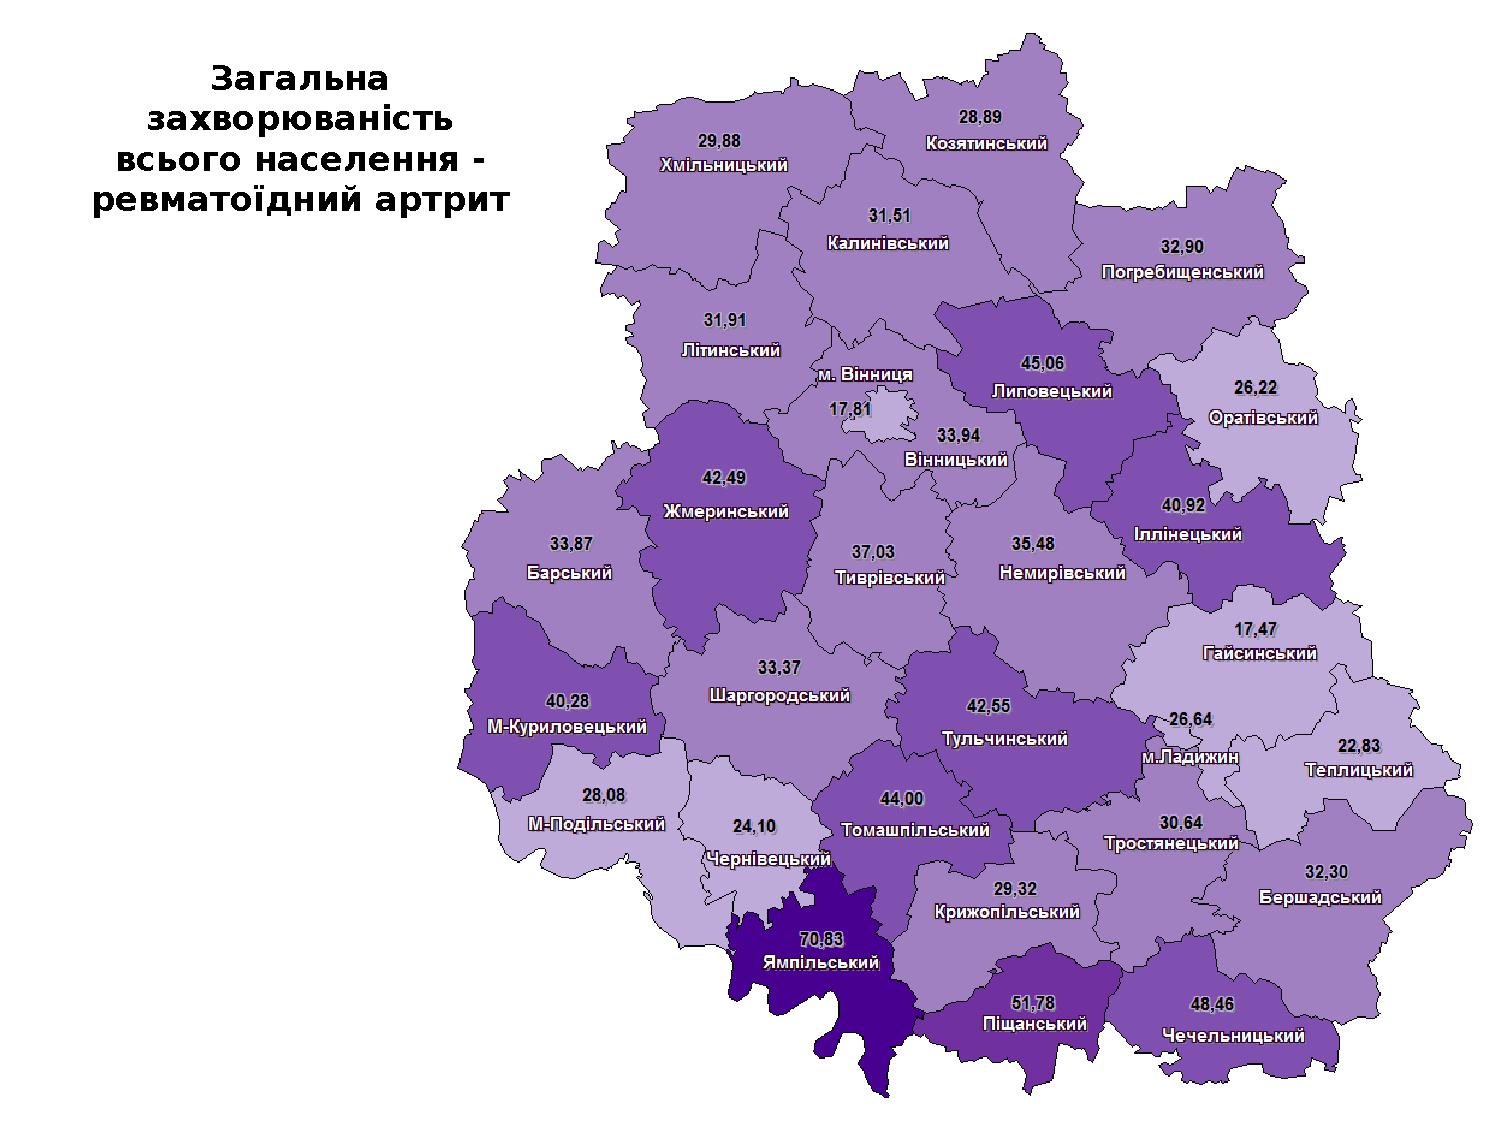 Загальна
захворюваність
всього населення -
ревматоїдний артрит
28,89
Козятинський
29,88
Хмільницький
31,51
Калинівський
32,90
Погребищенський
31,91
Літинський
45,06
Липовецький
м. Вінниця
17,81
26,22
Оратівський
33,94
Вінницький
42,49
Жмеринський
40,92
Іллінецький
33,87
Барський
37,03
Тиврівський
35,48
Немирівський
17,47
Гайсинський
33,37
Шаргородський
40,28
М-Куриловецький
42,55
Тульчинський
26,64
м.Ладижин
22,83
Теплицький
28,08
М-Подільський
24,10
Чернівецький
44,00
Томашпільський
30,64
Тростянецький
32,30
Бершадський
29,32
Крижопільський
70,83
Ямпільський
51,78
Піщанський
48,46
Чечельницький